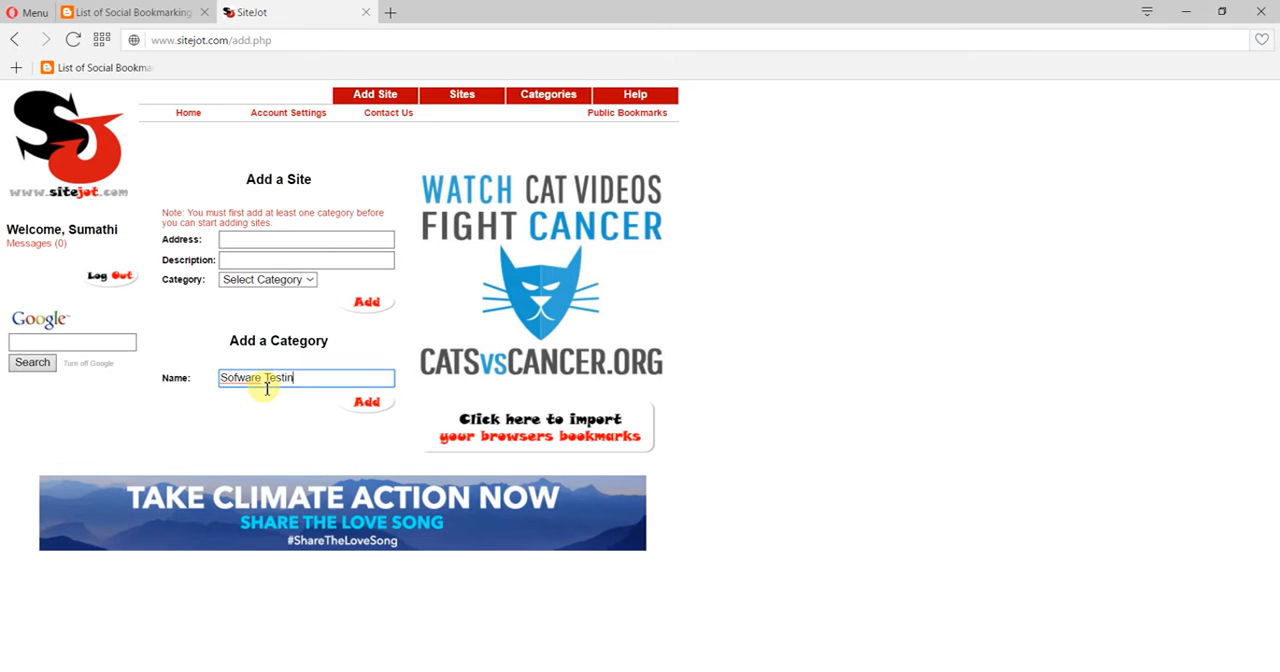 Menu
List of Social Bookmarking
SiteJot
www.sitejot.com/add.php
List of Social Bookma
Add Site
Sites
Categories
Help
Home
Account Settings
Contact Us
Public Bookmarks
SJ
www.sitejot.com
Welcome, Sumathi
Messages (0)
Log Out
Google™
Search
Turn off Google
Add a Site
Note: You must first add at least one category before
you can start adding sites.
Address:
Description:
Category:
Select Category
Add
Add a Category
Name:
Sofware Testin
Add
WATCH CAT VIDEOS
FIGHT CANCER
CATSvsCANCER.ORG
Click here to import
your browsers bookmarks
TAKE CLIMATE ACTION NOW
SHARE THE LOVE SONG
#ShareTheLoveSong